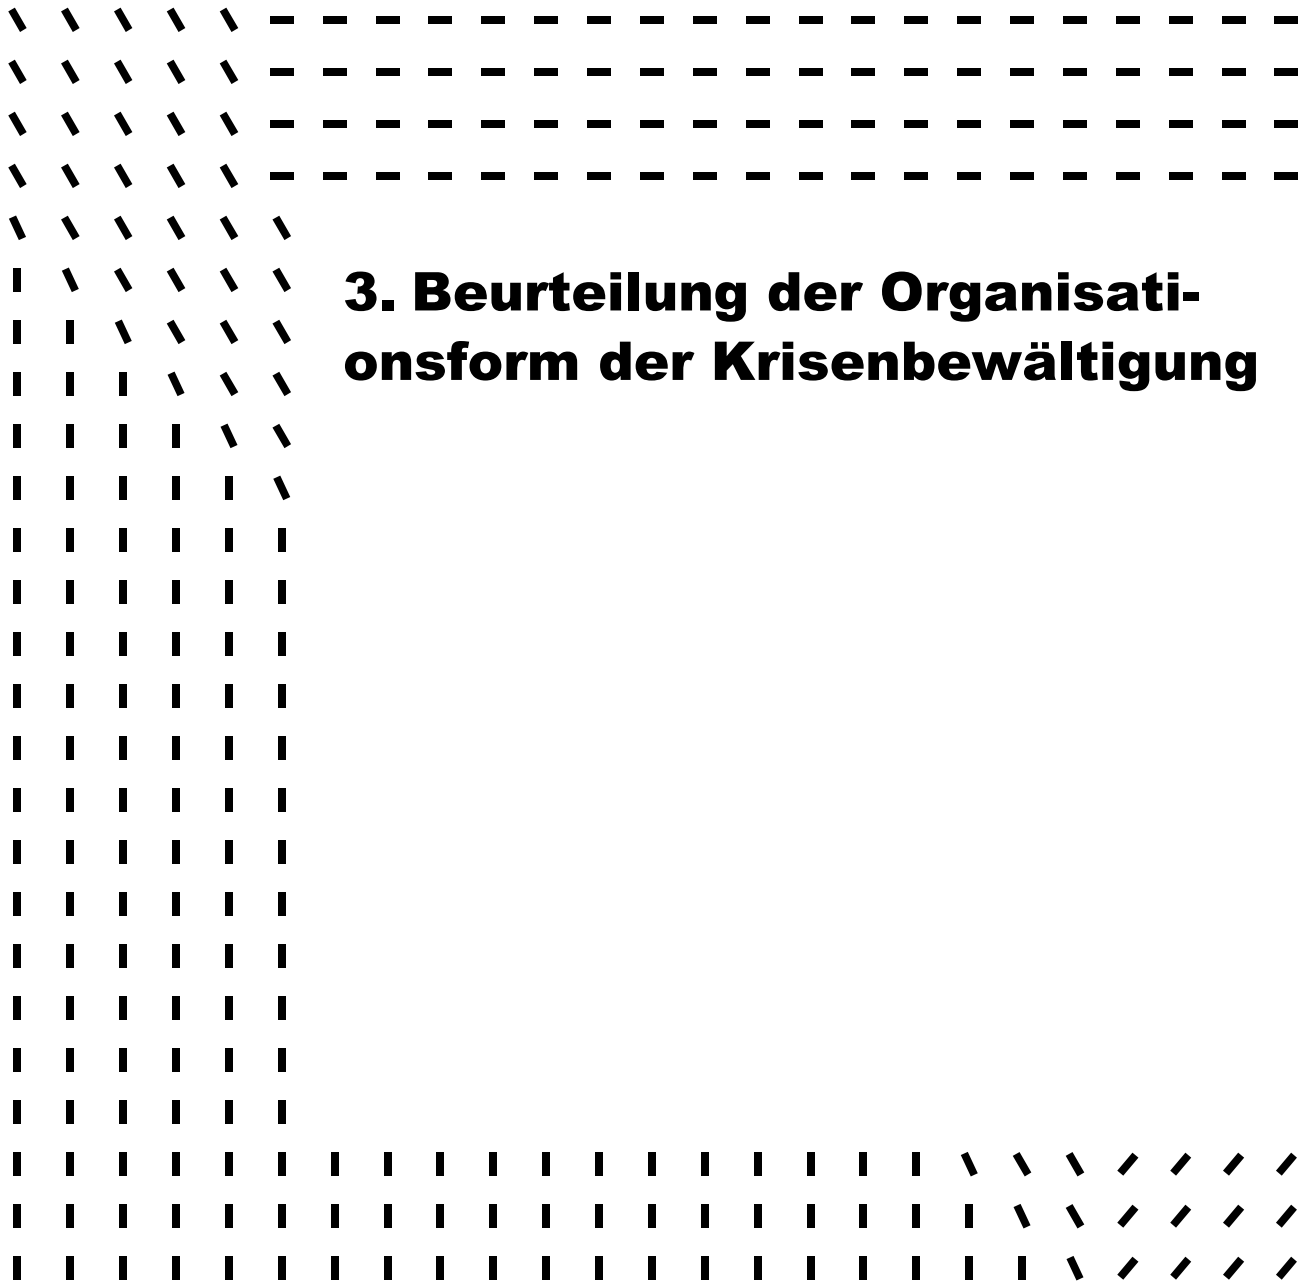 3. Beurteilung der Organisati-
onsform der Krisenbewältigung